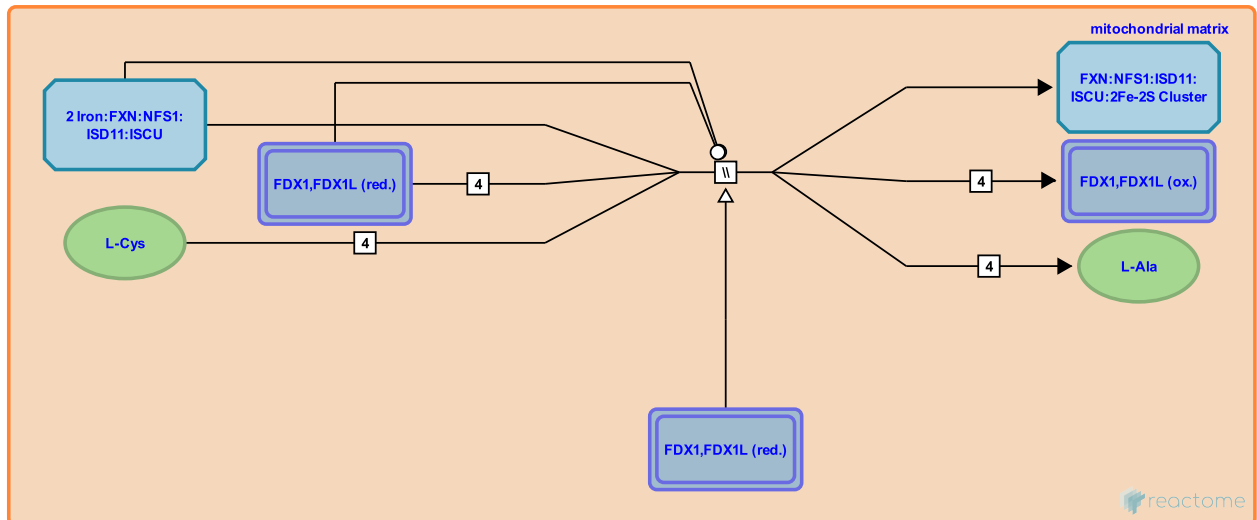 mitochondrial matrix
2 Iron:FXN:NFS1:
ISD11:ISCU
FXN:NFS1:ISD11:
ISCU:2Fe-2S Cluster
\\
FDX1,FDX1L (red.)
4
4
FDX1,FDX1L (ox.)
L-Cys
4
4
L-Ala
FDX1,FDX1L (red.)
reactome